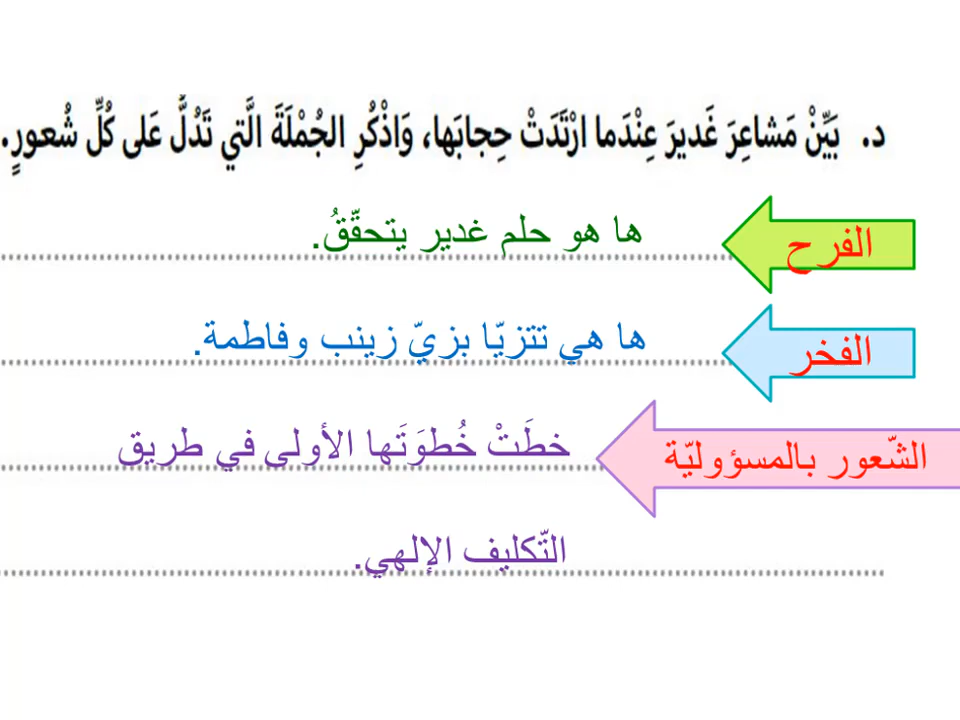 د. بَيِّنْ مَشاعِرَ غَديرَ عِنْدَما ارْتَدَتْ حِجابَها، وَاذْكُرِ الجُمْلَةَ الَّتي تَدُلُّ عَلى كُلِّ شُعورٍ.
الفرح
ها هو حلم غدير يتحقّقُ.
الفخر
ها هي تتزيّا بزيّ زينب وفاطمة.
الشّعور بالمسؤوليّة
خطَتْ خُطوَتَها الأولى في طريق
التّكليف الإلهي.